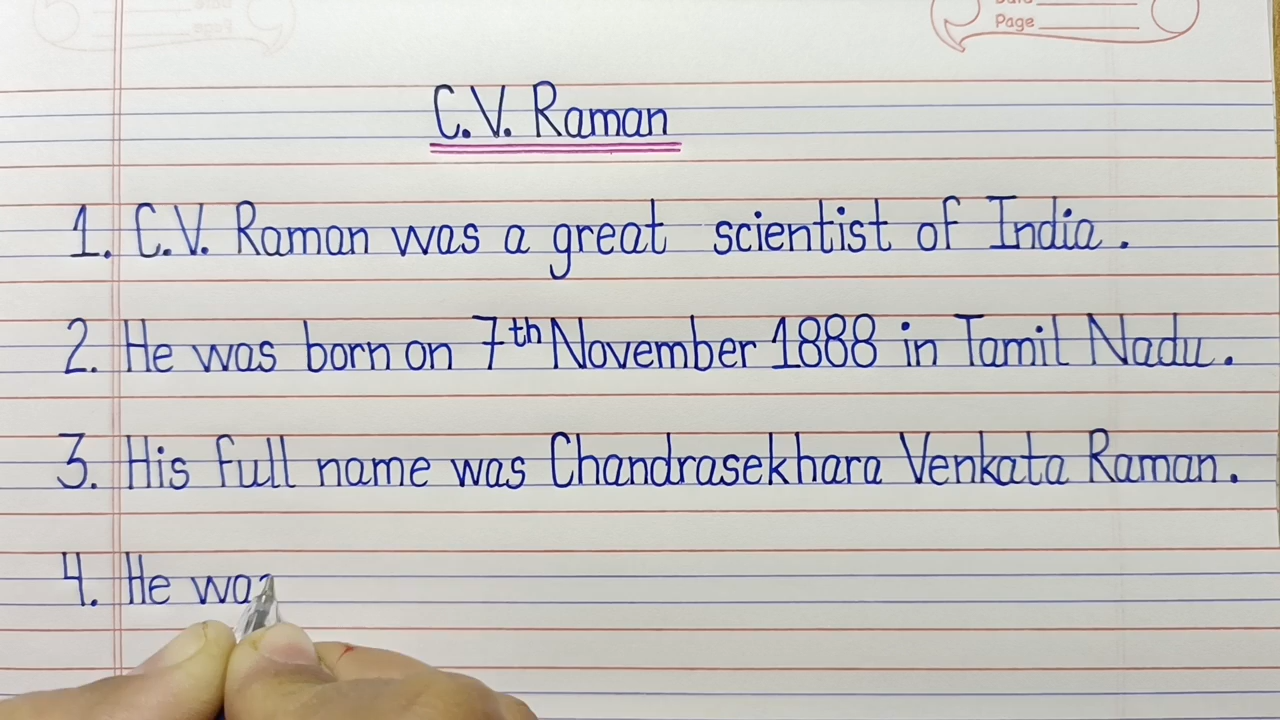 Page
C.V. Raman
1. C.V. Raman was a great scientist of India.
2. He was born on 7th November 1888 in Tamil Nadu.
3. His full name was Chandrasekhara Venkata Raman.
4. He wa